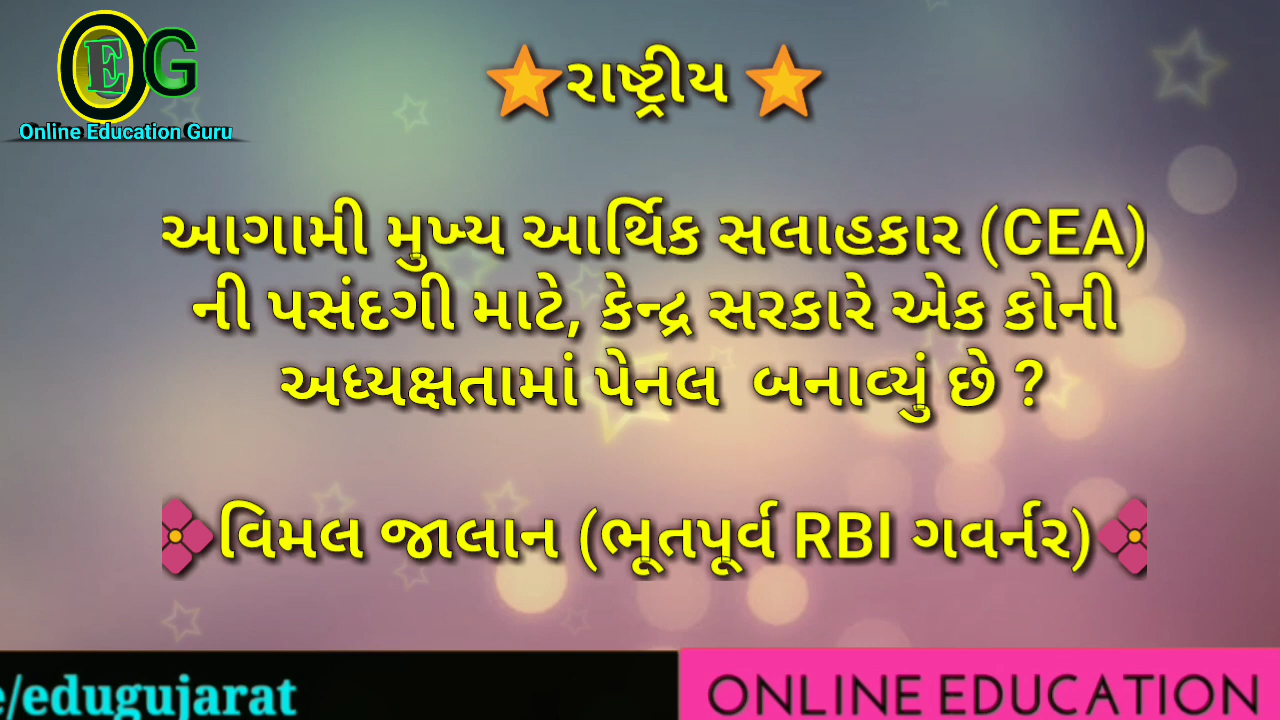 OEG
Online Education Guru
રાષ્ટ્રીય
આગામી મુખ્ય આર્થિક સલાહકાર (CEA)
ની પસંદગી માટે, કેન્દ્ર સરકારે એક કોની
અધ્યક્ષતામાં પેનલ બનાવ્યું છે ?
વિમલ જાલાન (ભૂતપૂર્વ RBI ગવર્નર)
e/edugujarat
ONLINE EDUCATION